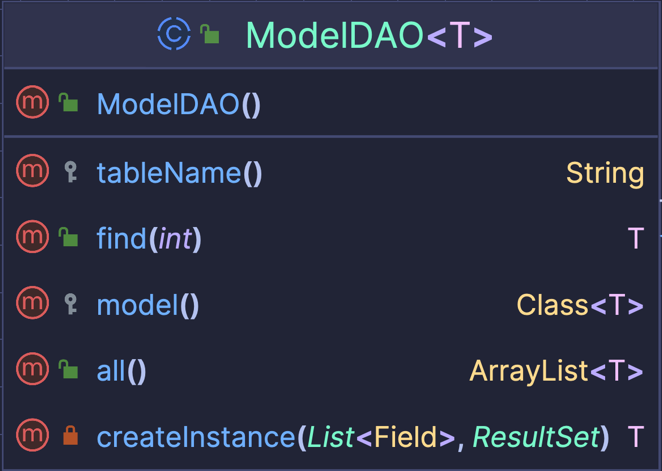 ModelDAO<T>
ModelDAO()
tableName() String
find(int) T
model() Class<T>
all() ArrayList<T>
createInstance(List<Field>, ResultSet) T